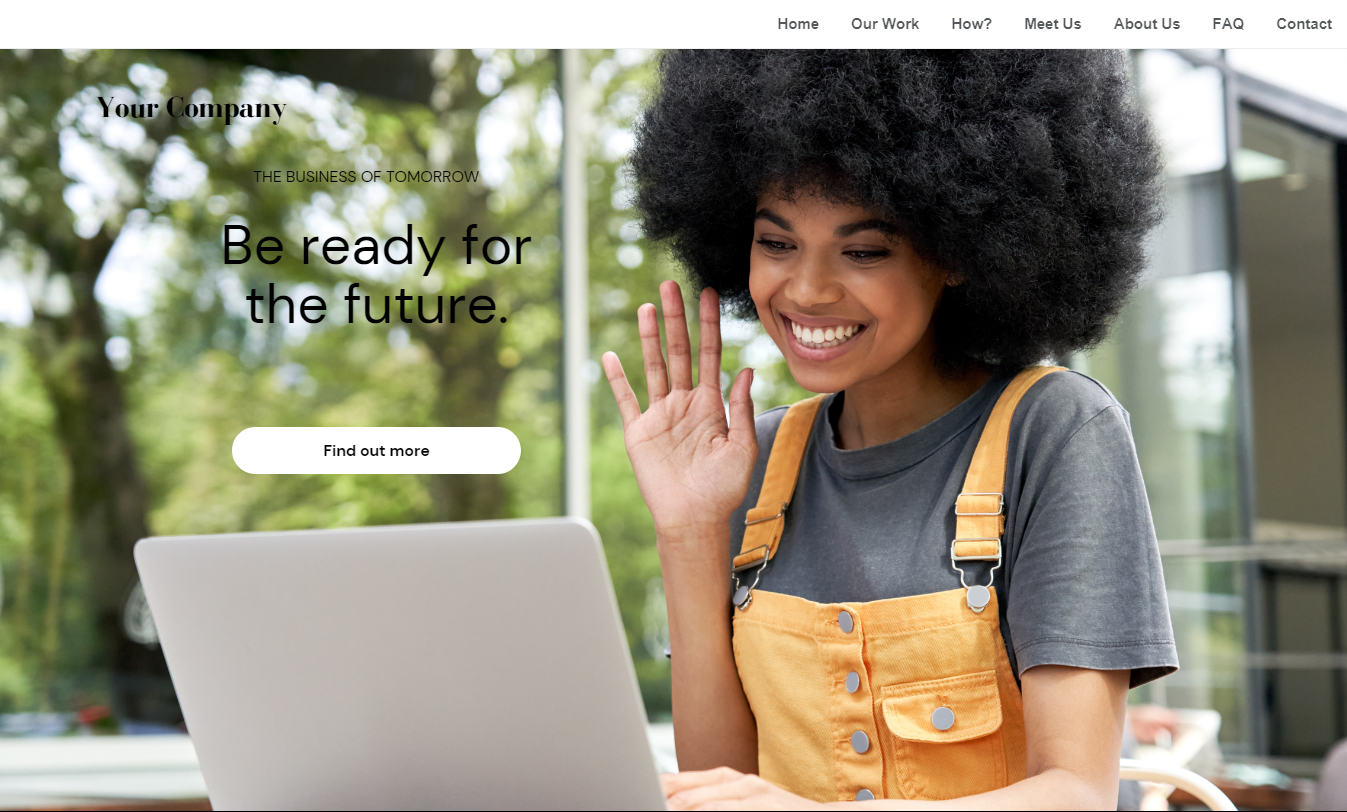 Home Our Work How? Meet Us About Us FAQ Contact
Your Company
THE BUSINESS OF TOMORROW
Be ready for
the future.
Find out more